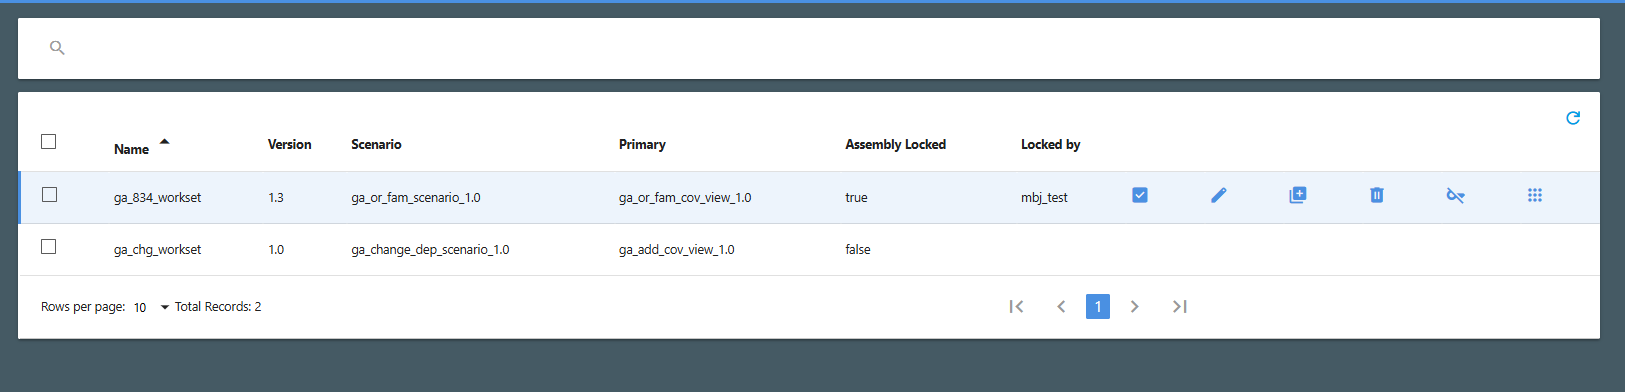 Name Version Scenario Primary Assembly Locked Locked by
ga_834_workset 1.3 ga_or_fam_scenario_1.0 ga_or_fam_cov_view_1.0 true mbj_test
ga_chg_workset 1.0 ga_change_dep_scenario_1.0 ga_add_cov_view_1.0 false
Rows per page: 10 Total Records: 2 1